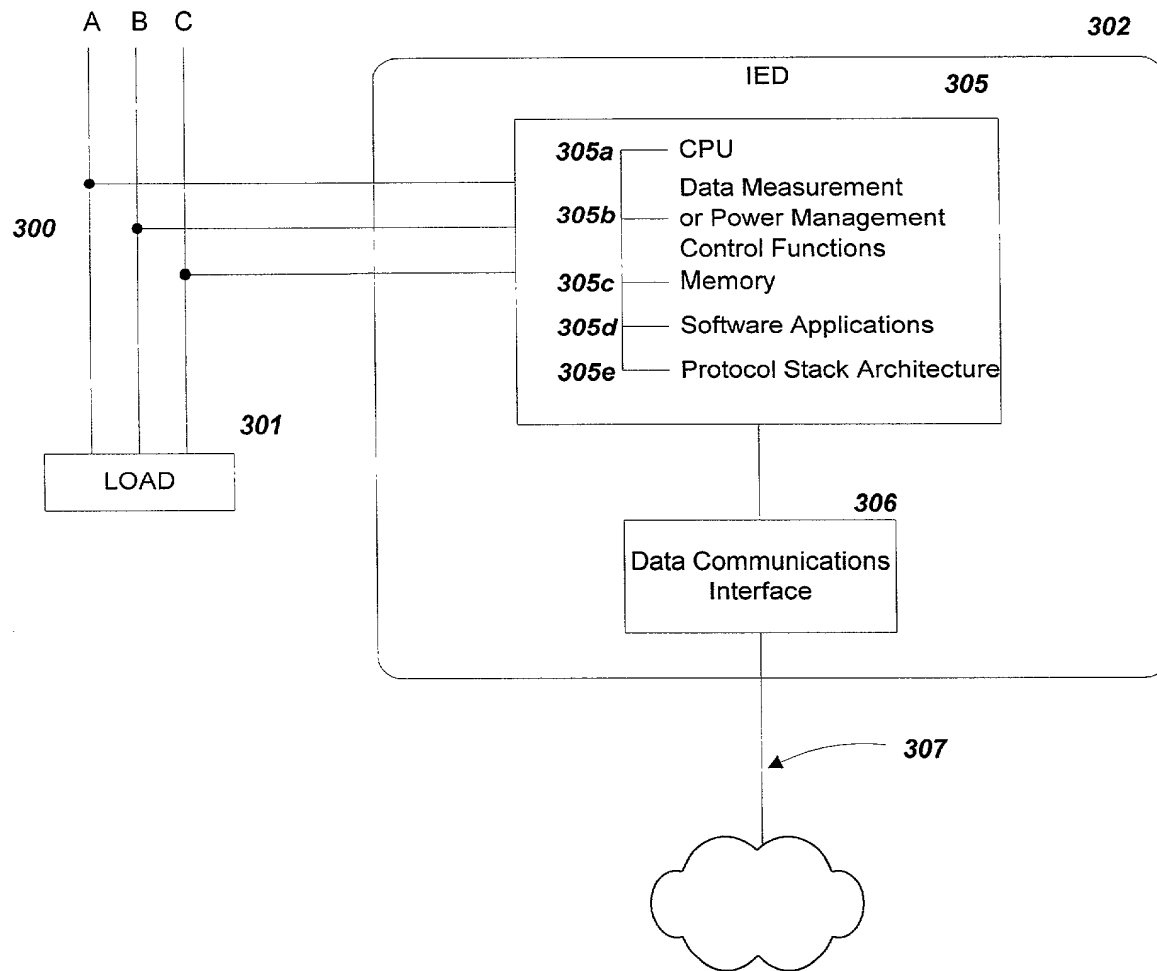 A B C
302
IED
305
305a CPU
305b Data Measurement
or Power Management
Control Functions
300
305c Memory
305d Software Applications
305e Protocol Stack Architecture
301
LOAD
306
Data Communications
Interface
307